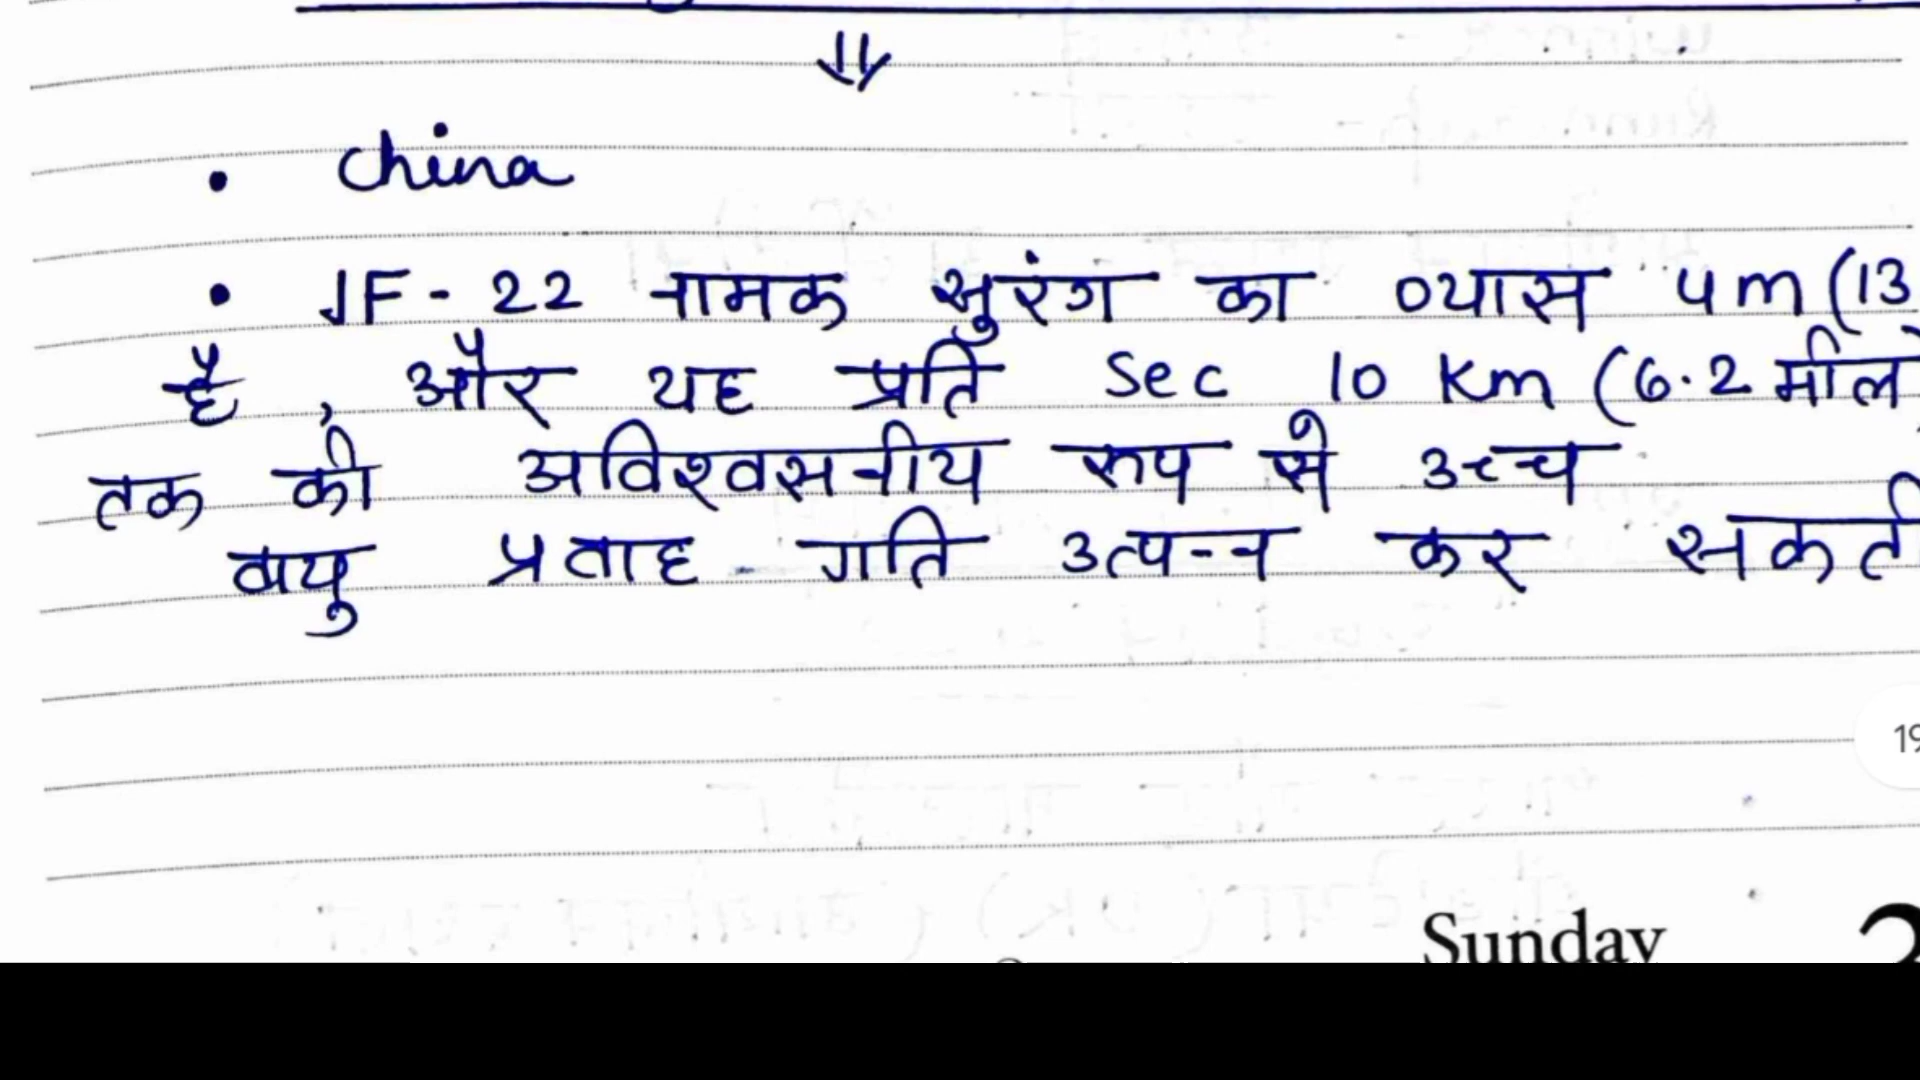 China
JF-22 नामक सुरंग का व्यास 4m (13
है, और यह प्रति Sec 10 Km (6.2 मील)
तक की अविश्वसनीय रुप से उच्च
वायु प्रवाह गति उत्पन्न कर सकती
19
Sunday